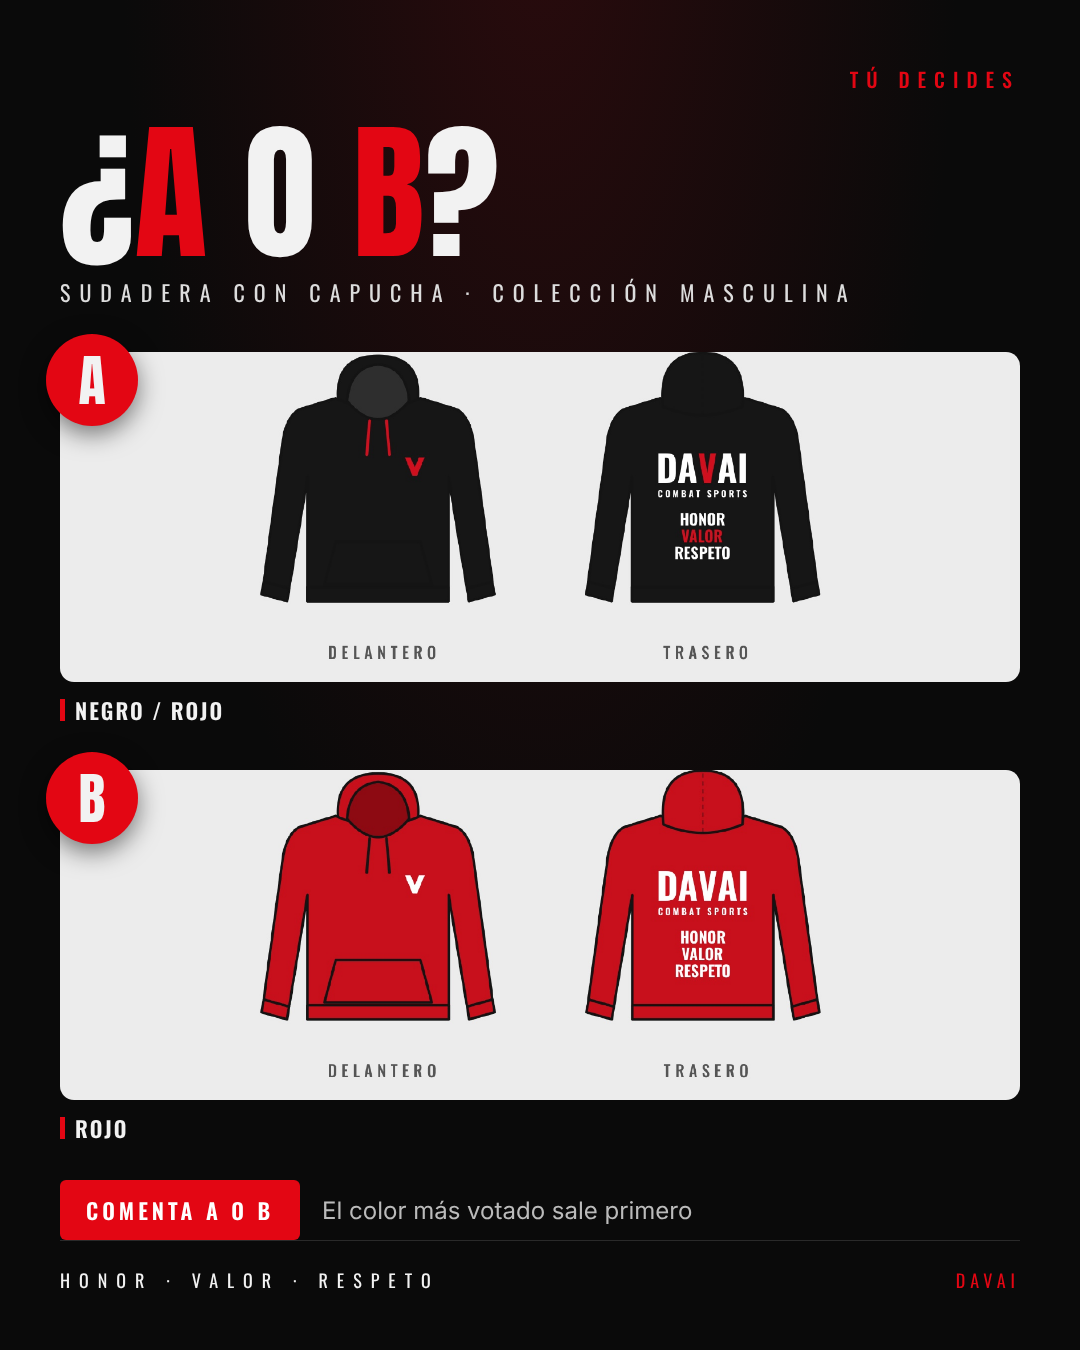 TÚ DECIDES
¿A O B?
SUDADERA CON CAPUCHA · COLECCIÓN MASCULINA
A
V
DAVAI
COMBAT SPORTS
HONOR
VALOR
RESPETO
DELANTERO
TRASERO
NEGRO / ROJO
B
V
DAVAI
COMBAT SPORTS
HONOR
VALOR
RESPETO
DELANTERO
TRASERO
ROJO
COMENTA A O B
El color más votado sale primero
HONOR · VALOR · RESPETO
DAVAI